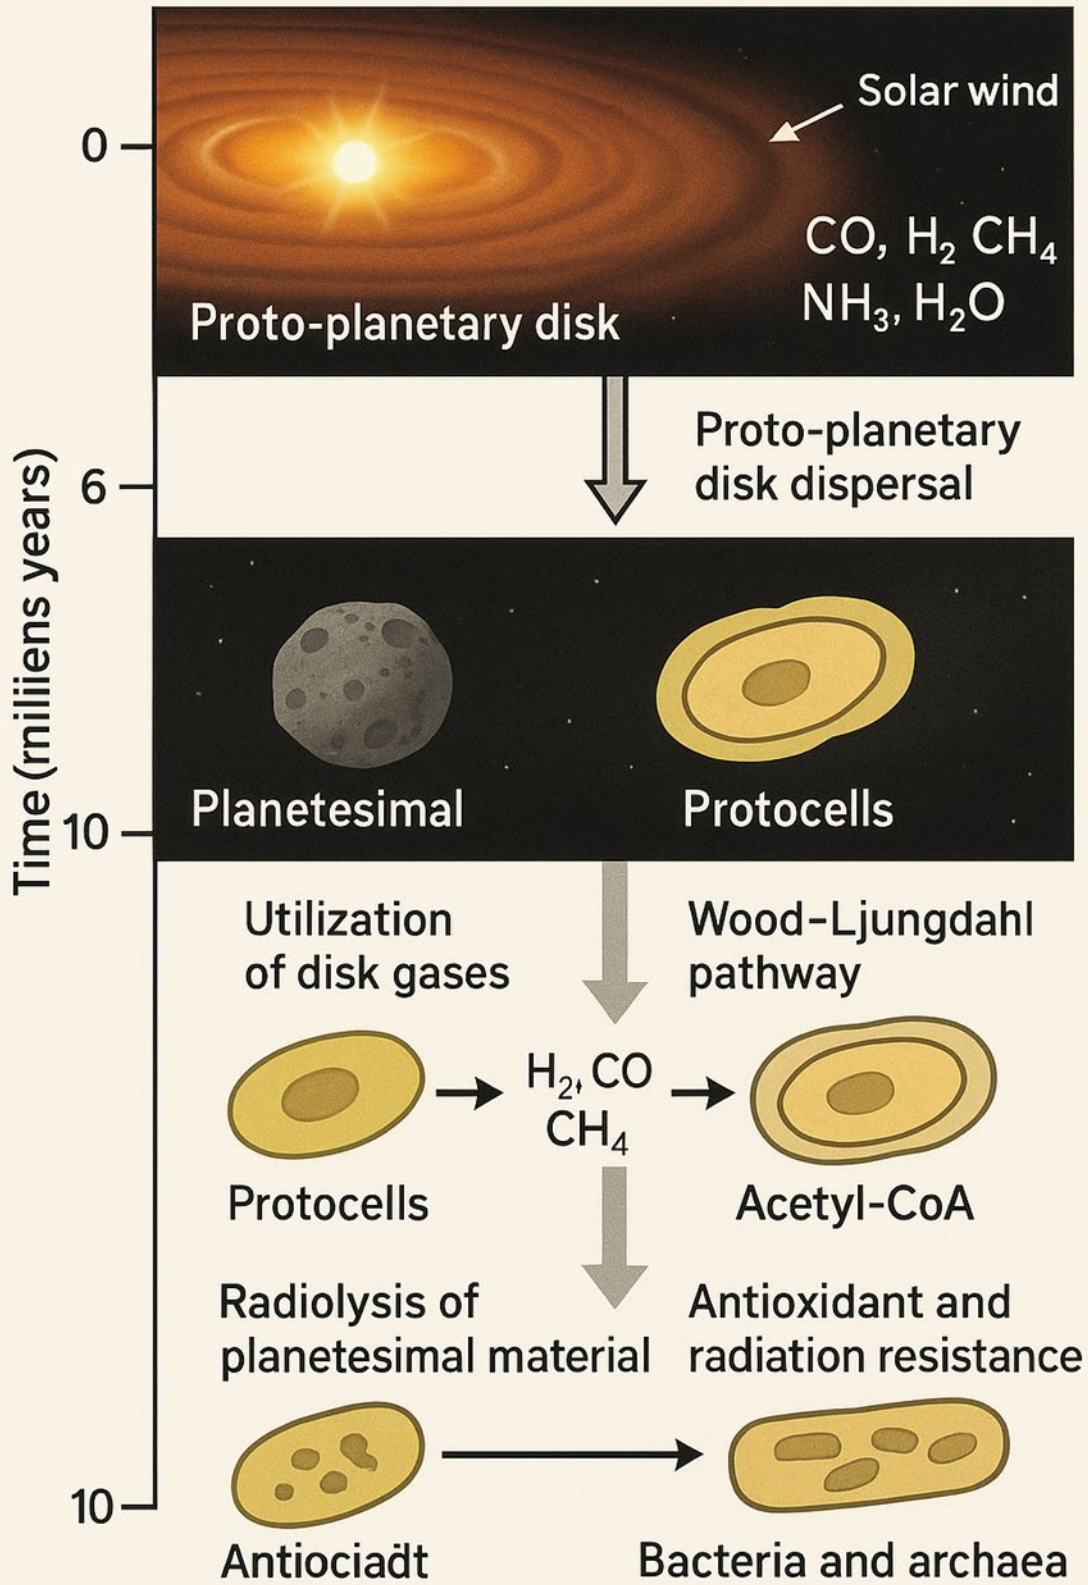 Solar wind
0
CO, H₂ CH₄
NH₃, H₂O
Proto-planetary disk
Proto-planetary
disk dispersal
6
Time (rniliiens years)
Planetesimal
Protocells
10
Utilization
of disk gases
Wood-Ljungdahl
pathway
H₂, CO
CH₄
Protocells
Acetyl-CoA
Radiolysis of
planetesimal material
Antioxidant and
radiation resistance
10
Antiociadt
Bacteria and archaea